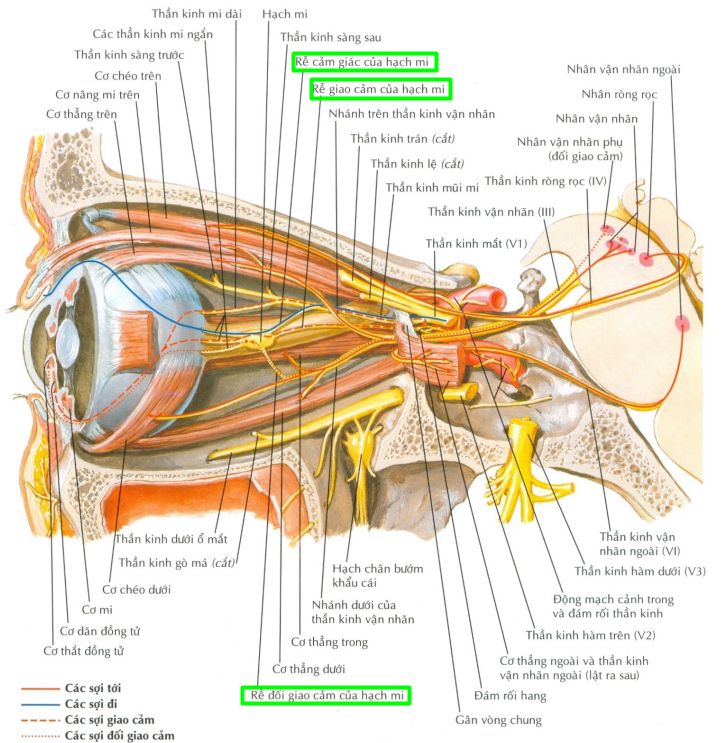 Thần kinh mi dài
Hạch mi
Các thần kinh mi ngắn
Thần kinh sàng sau
Thần kinh sàng trước
Rễ cảm giác của hạch mi
Cơ chéo trên
Rễ giao cảm của hạch mi
Cơ nâng mi trên
Cơ thẳng trên
Nhánh trên thần kinh vận nhãn
Thần kinh trán (cắt)
Thần kinh lệ (cắt)
Thần kinh mũi mi
Nhân vận nhãn ngoài
Nhân ròng rọc
Nhân vận nhãn
Nhân vận nhãn phụ
(đối giao cảm)
Thần kinh ròng rọc (IV)
Thần kinh vận nhãn (III)
Thần kinh mắt (V1)
Thần kinh dưới ổ mắt
Thần kinh gò má (cắt)
Cơ chéo dưới
Cơ mi
Cơ dãn đồng tử
Cơ thắt đồng tử
Hạch chân bướm
khẩu cái
Nhánh dưới của
thần kinh vận nhãn
Cơ thẳng trong
Cơ thẳng dưới
Rễ đối giao cảm của hạch mi
Thần kinh vận
nhãn ngoài (VI)
Thần kinh hàm dưới (V3)
Động mạch cảnh trong
và đám rối thần kinh
Thần kinh hàm trên (V2)
Cơ thẳng ngoài và thần kinh
vận nhãn ngoài (lật ra sau)
Đám rối hang
Gân vòng chung
Các sợi tới
Các sợi đi
Các sợi giao cảm
Các sợi đối giao cảm